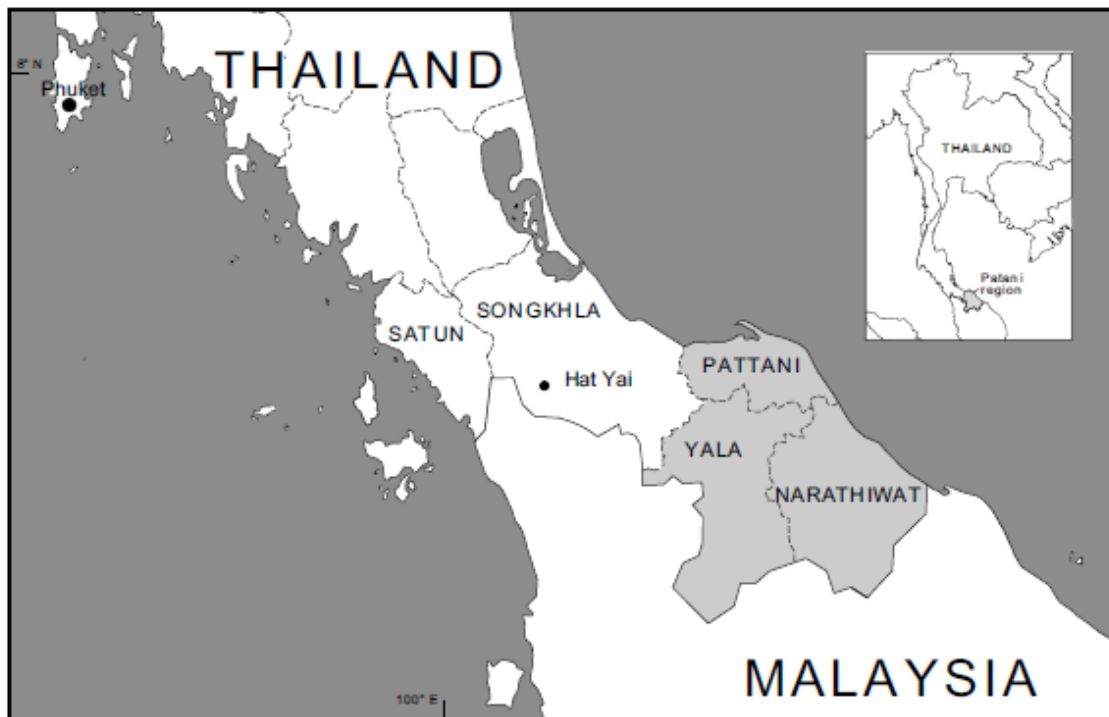 THAILAND
8° N
Phuket
THAILAND
Patani
region
SONGKHLA
SATUN
PATTANI
Hat Yai
YALA
NARATHIWAT
MALAYSIA
100° E